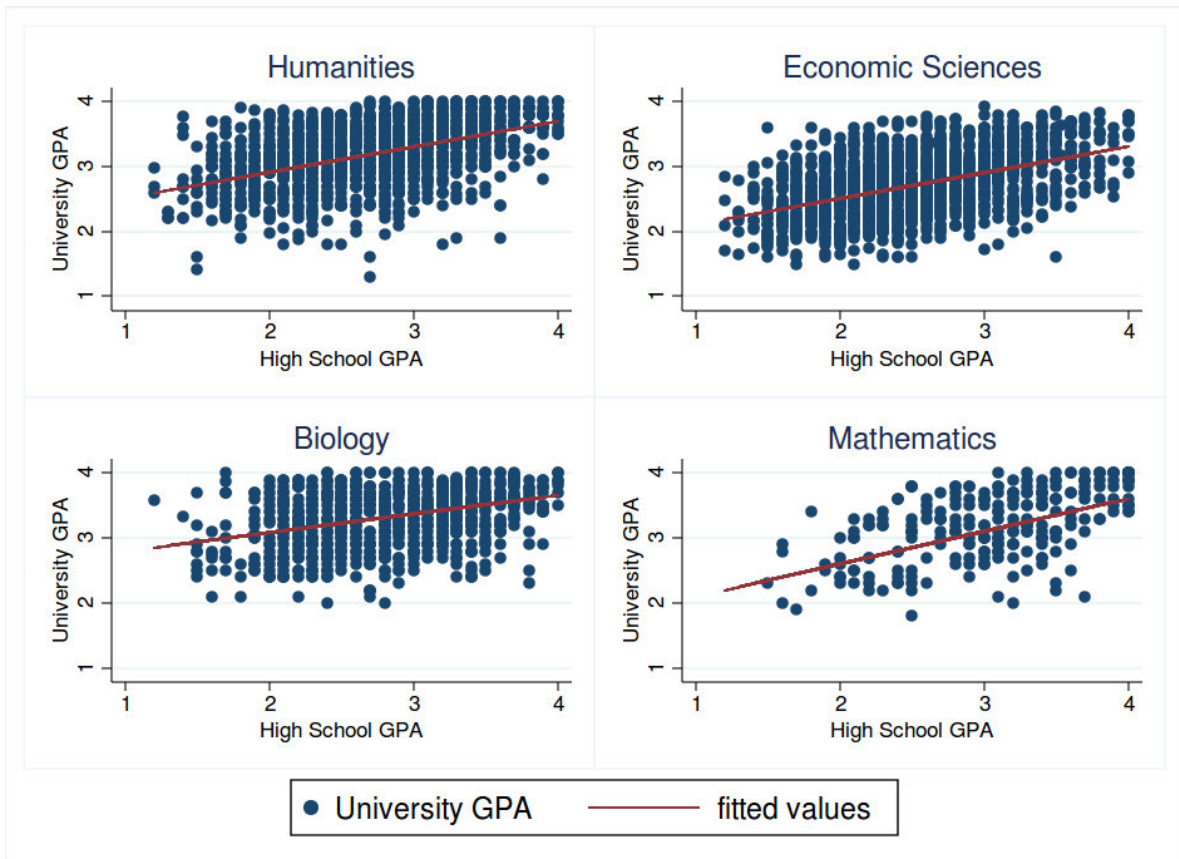 Humanities
University GPA
4
3
2
1
1 2 3 4
High School GPA
Economic Sciences
University GPA
4
3
2
1
1 2 3 4
High School GPA
Biology
University GPA
4
3
2
1
1 2 3 4
High School GPA
Mathematics
University GPA
4
3
2
1
1 2 3 4
High School GPA
University GPA fitted values